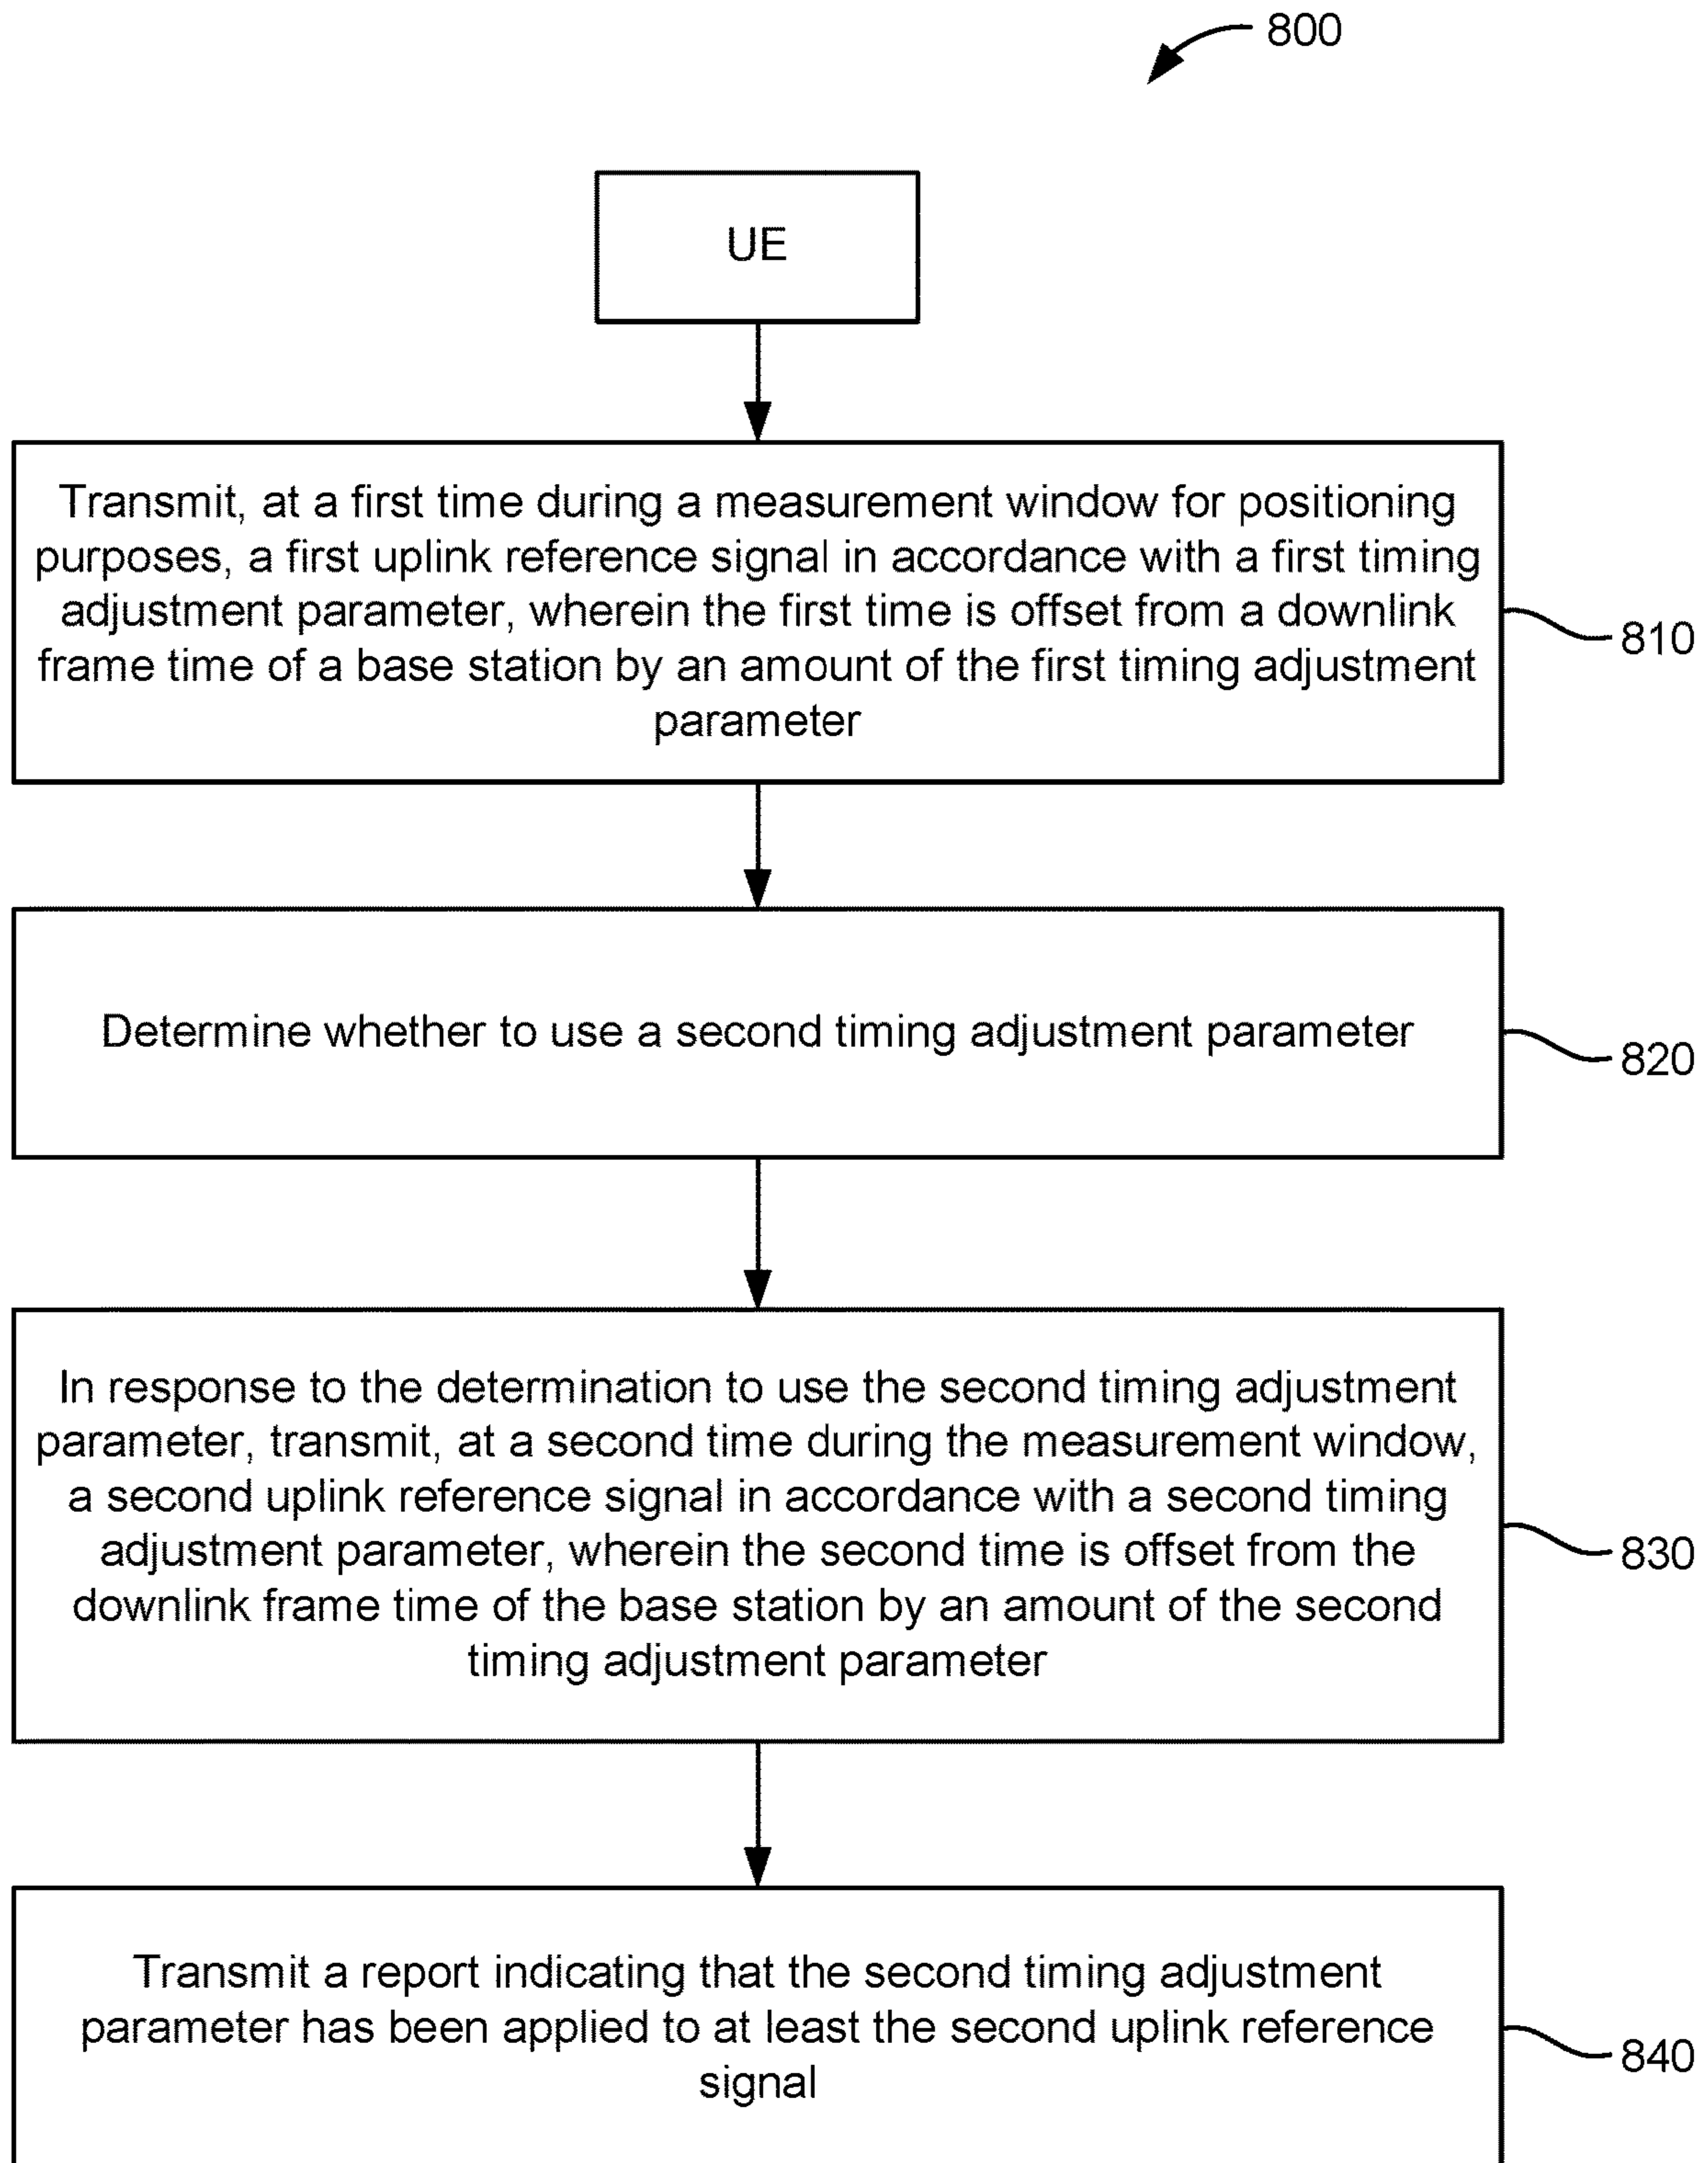 800
UE
Transmit, at a first time during a measurement window for positioning
purposes, a first uplink reference signal in accordance with a first timing
adjustment parameter, wherein the first time is offset from a downlink
frame time of a base station by an amount of the first timing adjustment
parameter
810
Determine whether to use a second timing adjustment parameter
820
In response to the determination to use the second timing adjustment
parameter, transmit, at a second time during the measurement window,
a second uplink reference signal in accordance with a second timing
adjustment parameter, wherein the second time is offset from the
downlink frame time of the base station by an amount of the second
timing adjustment parameter
830
Transmit a report indicating that the second timing adjustment
parameter has been applied to at least the second uplink reference
signal
840